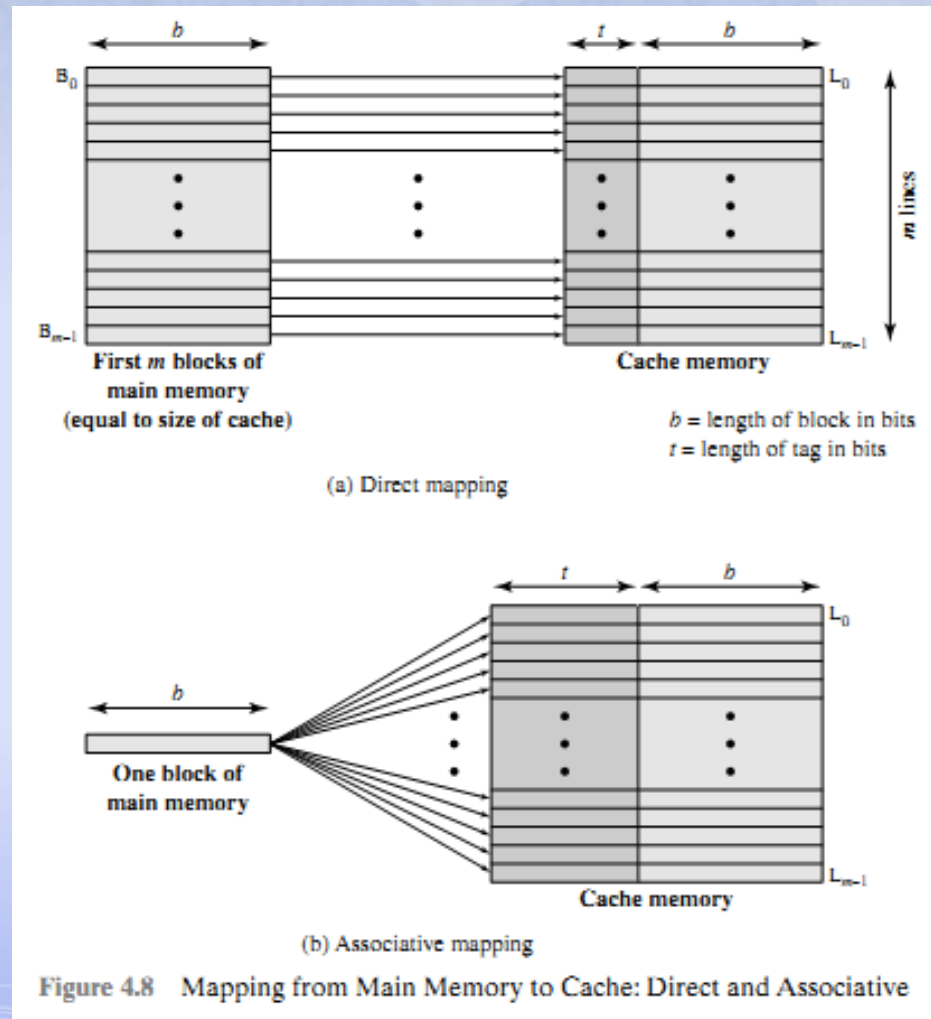 b
t
b
B0
L0
m lines
Bm–1
Lm–1
First m blocks of
main memory
(equal to size of cache)
Cache memory
b = length of block in bits
t = length of tag in bits
(a) Direct mapping
t
b
L0
b
One block of
main memory
Lm–1
Cache memory
(b) Associative mapping
Figure 4.8 Mapping from Main Memory to Cache: Direct and Associative